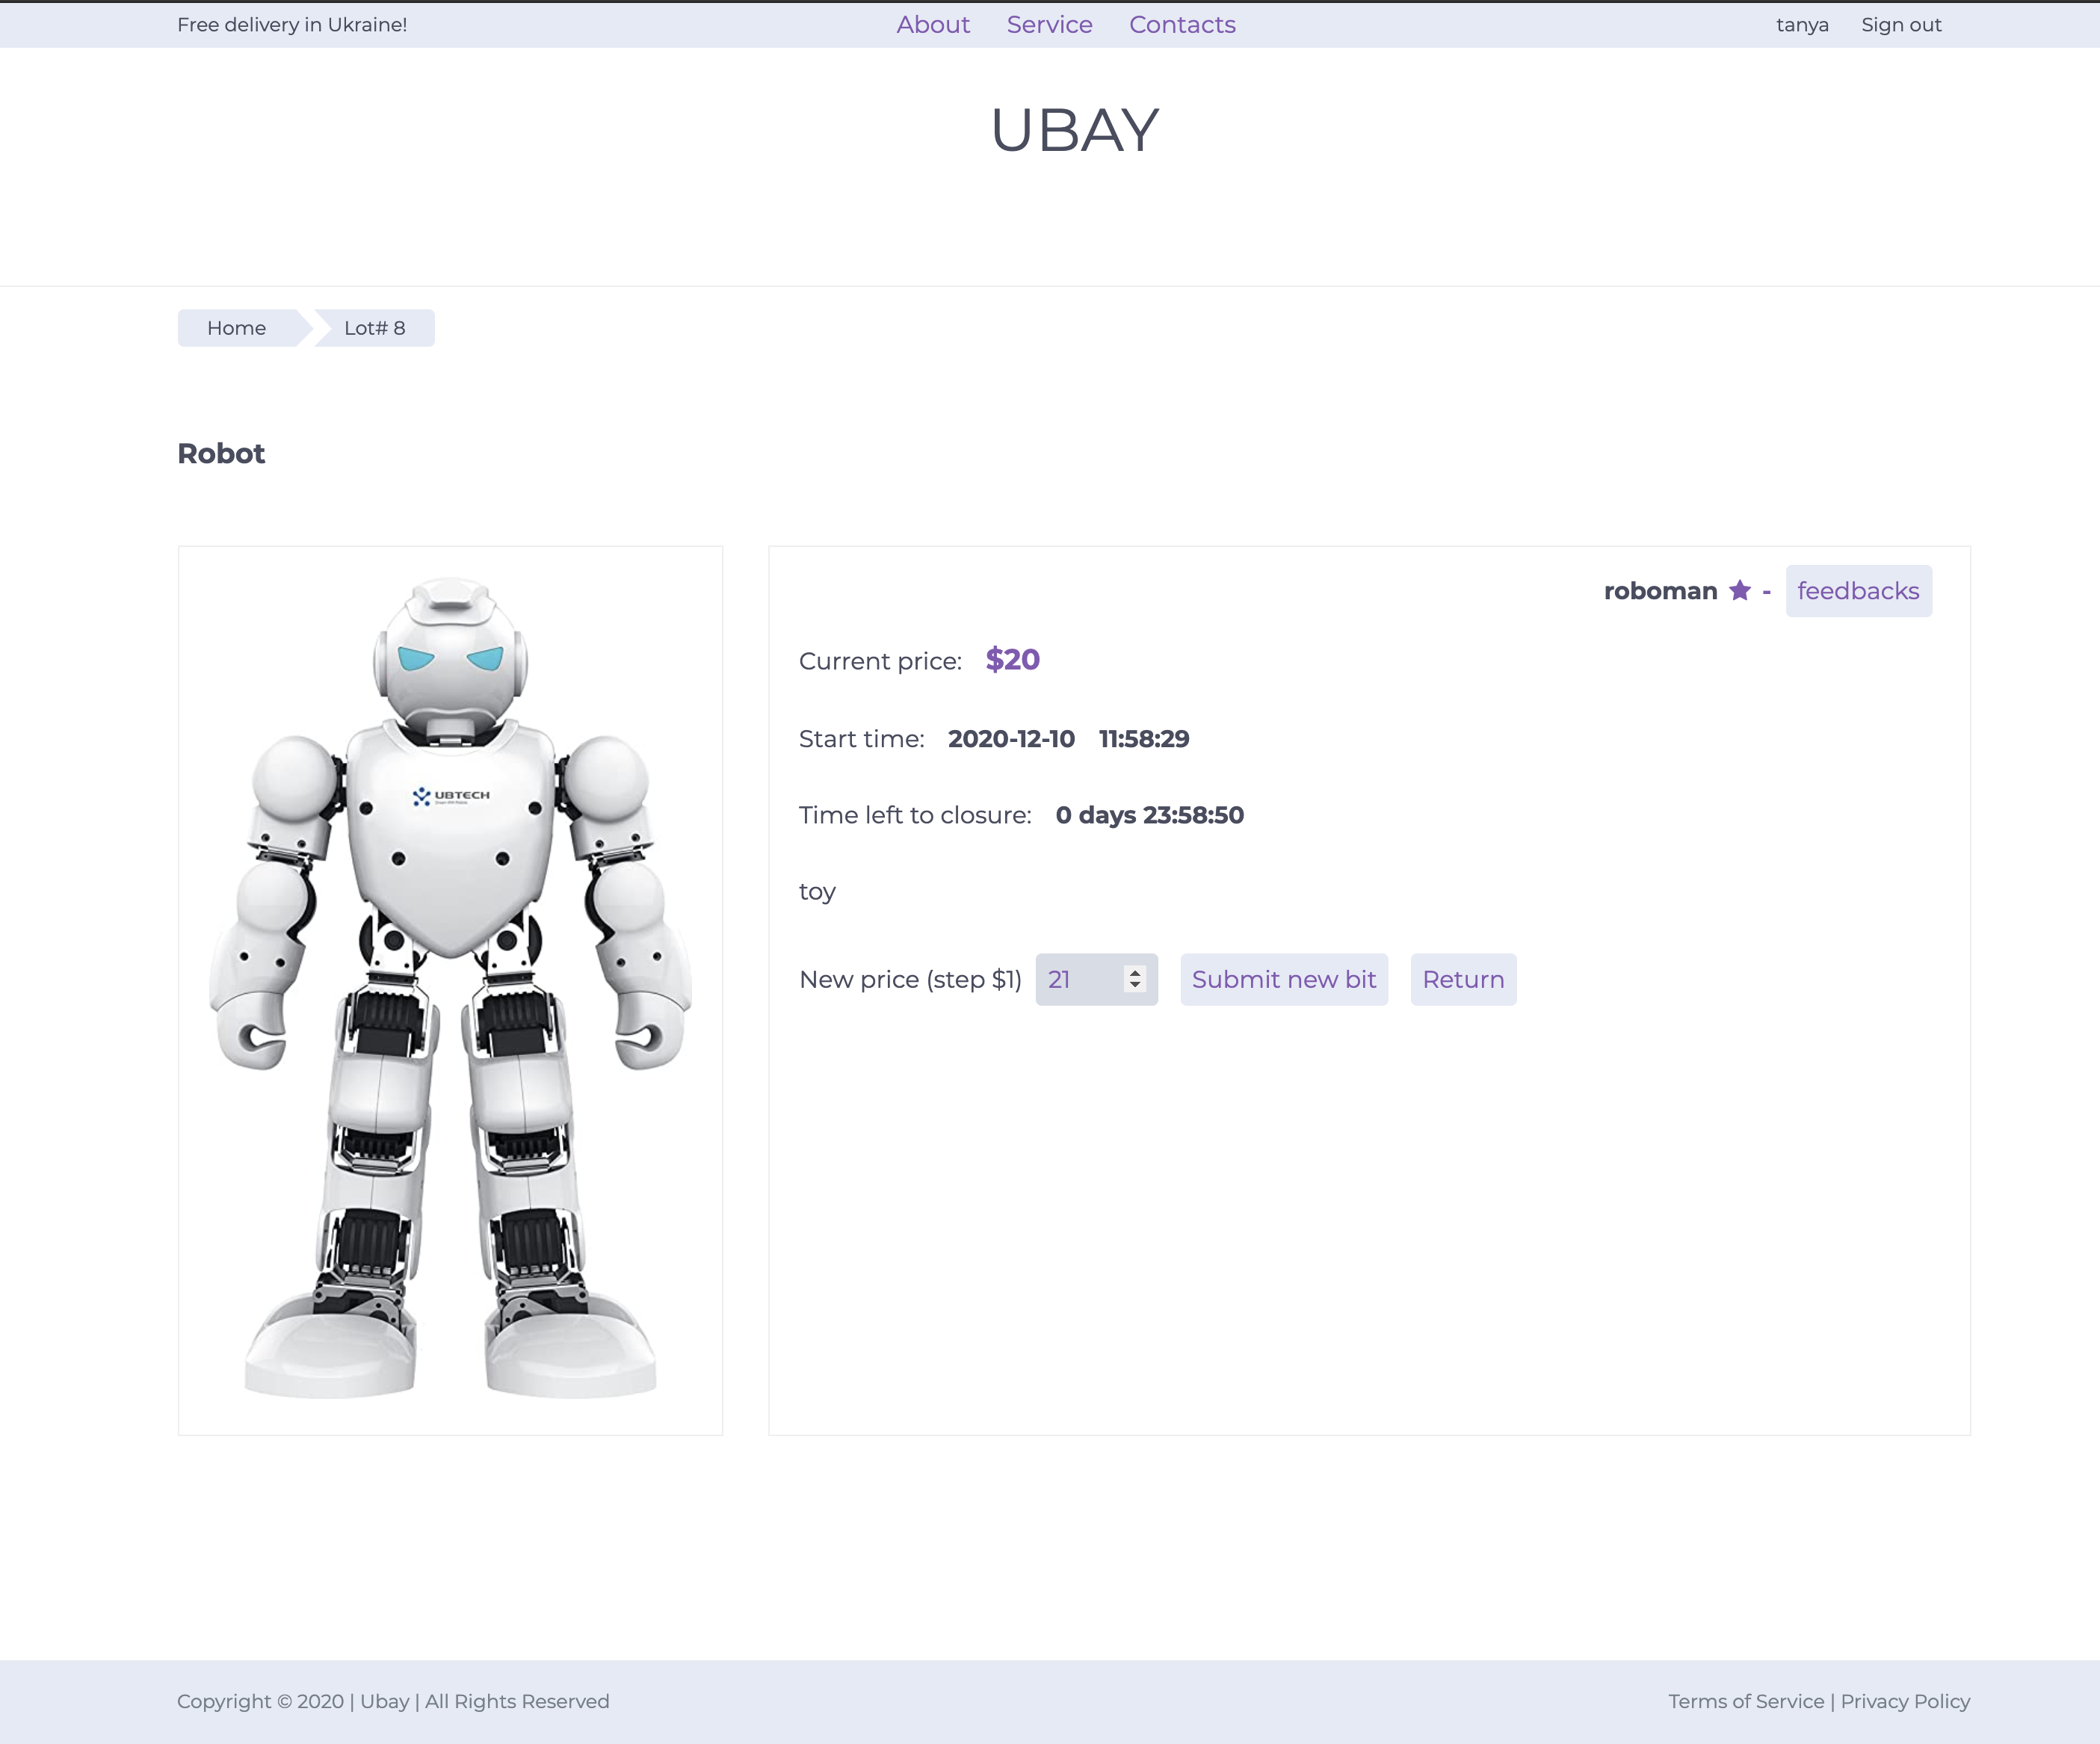 Free delivery in Ukraine! About Service Contacts tanya Sign out
UBAY
Home Lot# 8
Robot
roboman - feedbacks
Current price: $20
Start time: 2020-12-10 11:58:29
UBTECH
Time left to closure: 0 days 23:58:50
toy
New price (step $1) 21 Submit new bit Return
Copyright © 2020 | Ubay | All Rights Reserved Terms of Service | Privacy Policy